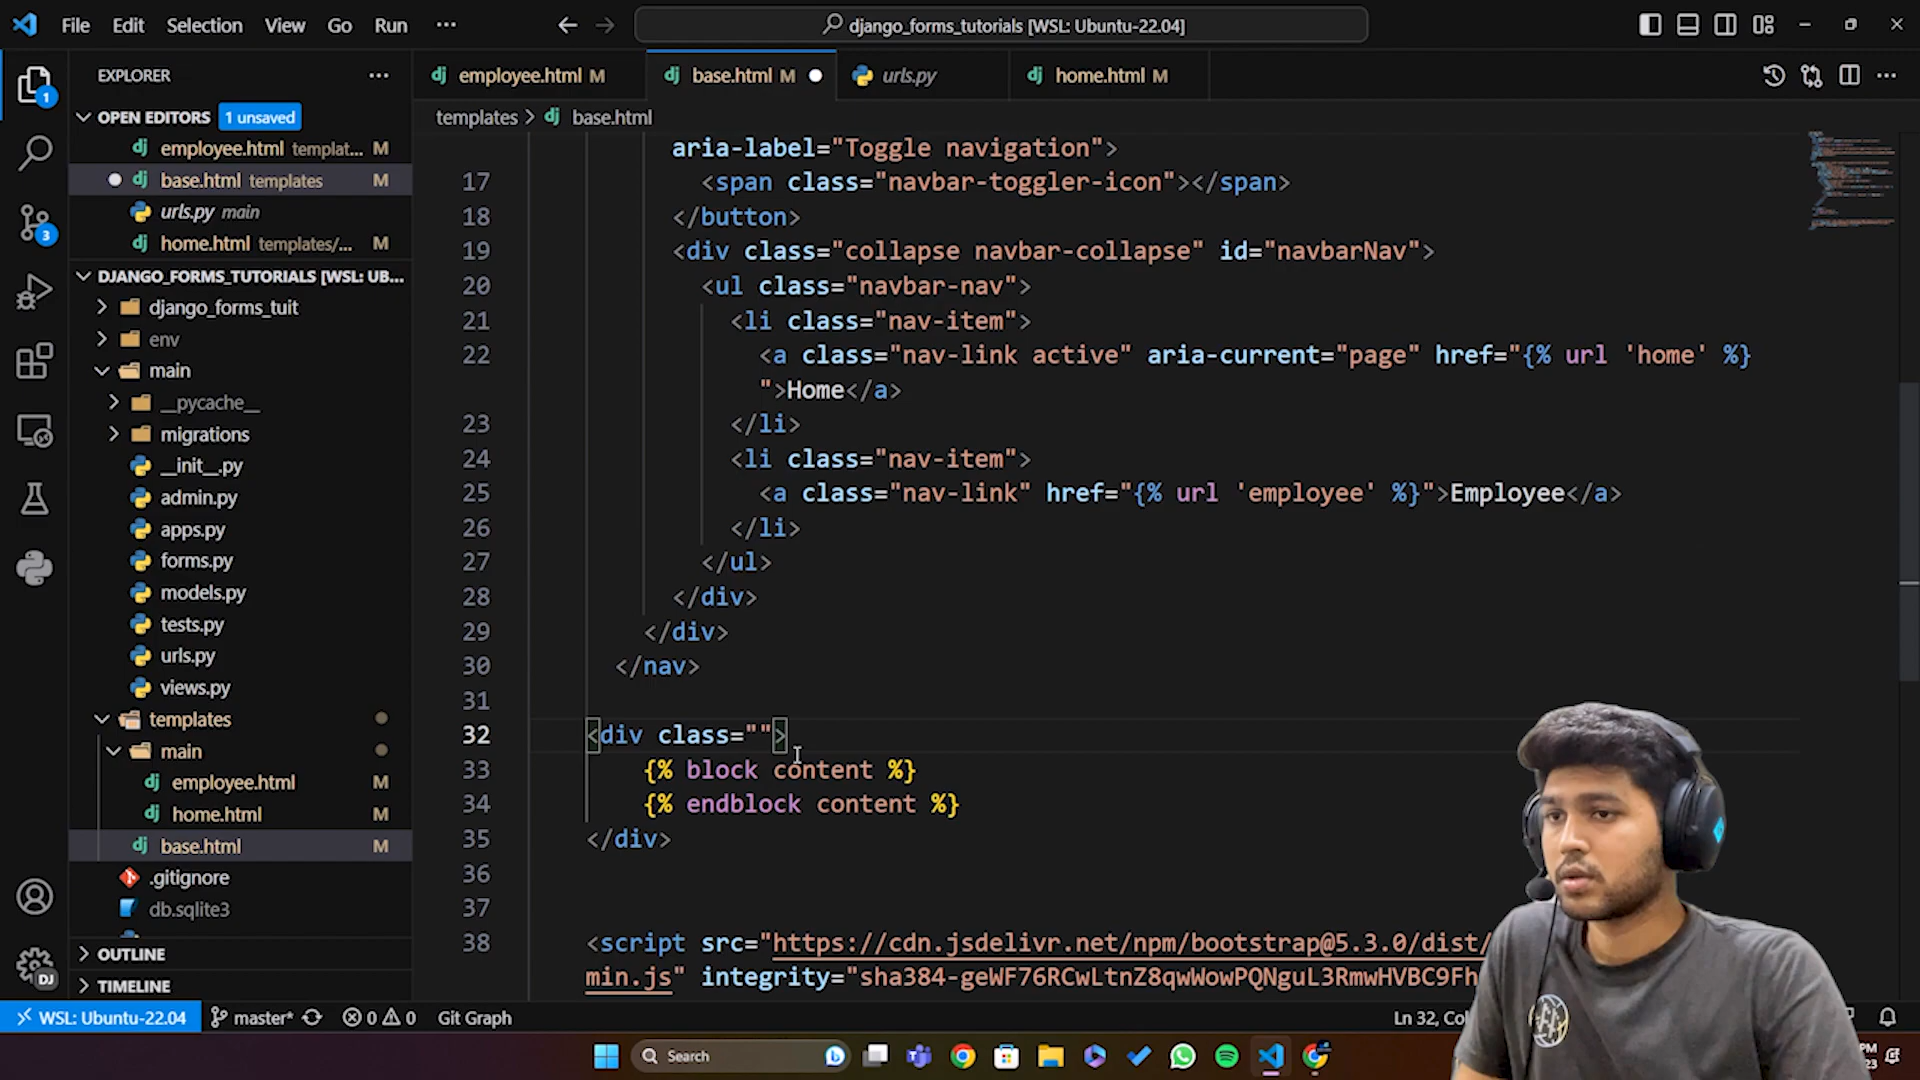 File Edit Selection View Go Run ···
django_forms_tutorials [WSL: Ubuntu-22.04]
EXPLORER
employee.html M
base.html M
urls.py
home.html M
OPEN EDITORS 1 unsaved
templates > base.html
employee.html templat... M
base.html templates M
urls.py main
home.html templates/... M
DJANGO_FORMS_TUTORIALS [WSL: UB...
django_forms_tuit
env
main
__pycache__
migrations
__init__.py
admin.py
apps.py
forms.py
models.py
tests.py
urls.py
views.py
templates
main
employee.html M
home.html M
base.html M
.gitignore
db.sqlite3
OUTLINE
TIMELINE
1
3
DJ
aria-label="Toggle navigation">
17 <span class="navbar-toggler-icon"></span>
18 </button>
19 <div class="collapse navbar-collapse" id="navbarNav">
20 <ul class="navbar-nav">
21 <li class="nav-item">
22 <a class="nav-link active" aria-current="page" href="{% url 'home' %}
">Home</a>
23 </li>
24 <li class="nav-item">
25 <a class="nav-link" href="{% url 'employee' %}">Employee</a>
26 </li>
27 </ul>
28 </div>
29 </div>
30 </nav>
31
32 <div class="">
33 {% block content %}
34 {% endblock content %}
35 </div>
36
37
38 <script src="https://cdn.jsdelivr.net/npm/bootstrap@5.3.0/dist/
min.js" integrity="sha384-geWF76RCwLtnZ8qwWowPQNguL3RmwHVBC9Fh
WSL: Ubuntu-22.04 master* 0 0 Git Graph
Ln 32, Co
Search
PM
23